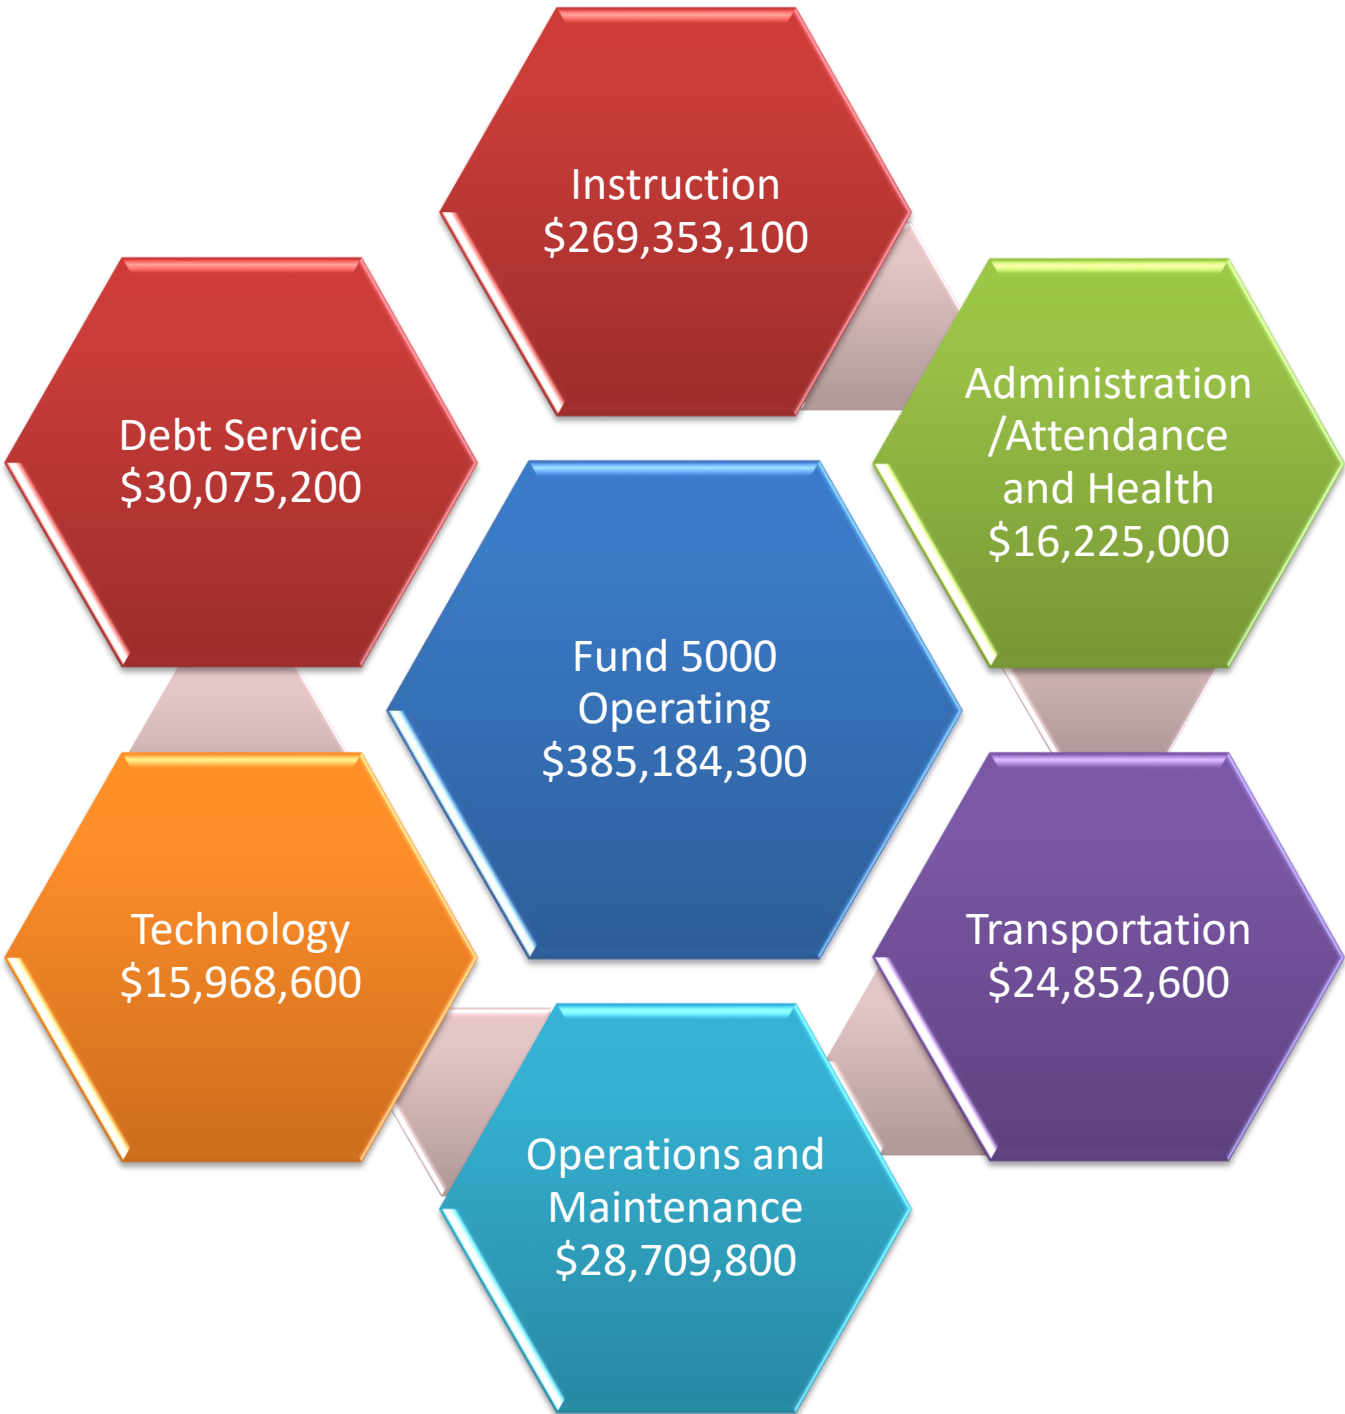 Instruction
$269,353,100
Administration
/Attendance
and Health
$16,225,000
Debt Service
$30,075,200
Fund 5000
Operating
$385,184,300
Technology
$15,968,600
Transportation
$24,852,600
Operations and
Maintenance
$28,709,800